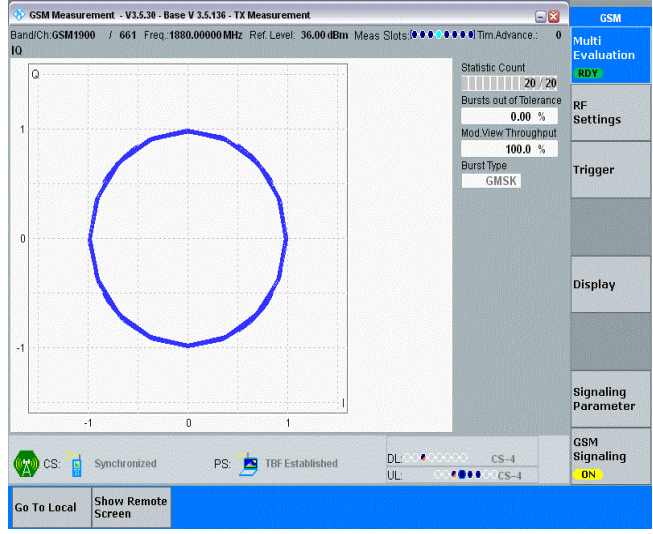 GSM Measurement - V3.5.30 - Base V 3.5.136 - TX Measurement
GSM
Band/Ch:GSM1900 / 661 Freq.:1880.00000MHz Ref. Level: 36.00dBm Meas Slots: Tim.Advance.: 0
IQ
Multi
Evaluation
RDY
Q
Statistic Count
20 / 20
Bursts out of Tolerance
0.00 %
Mod.View Throughput
100.0 %
Burst Type
GMSK
1
0
-1
I
-1
0
1
RF
Settings
Trigger
Display
Signaling
Parameter
GSM
Signaling
ON
CS: Synchronized
PS: TBF Established
DL: CS-4
UL: CS-4
Go To Local
Show Remote
Screen